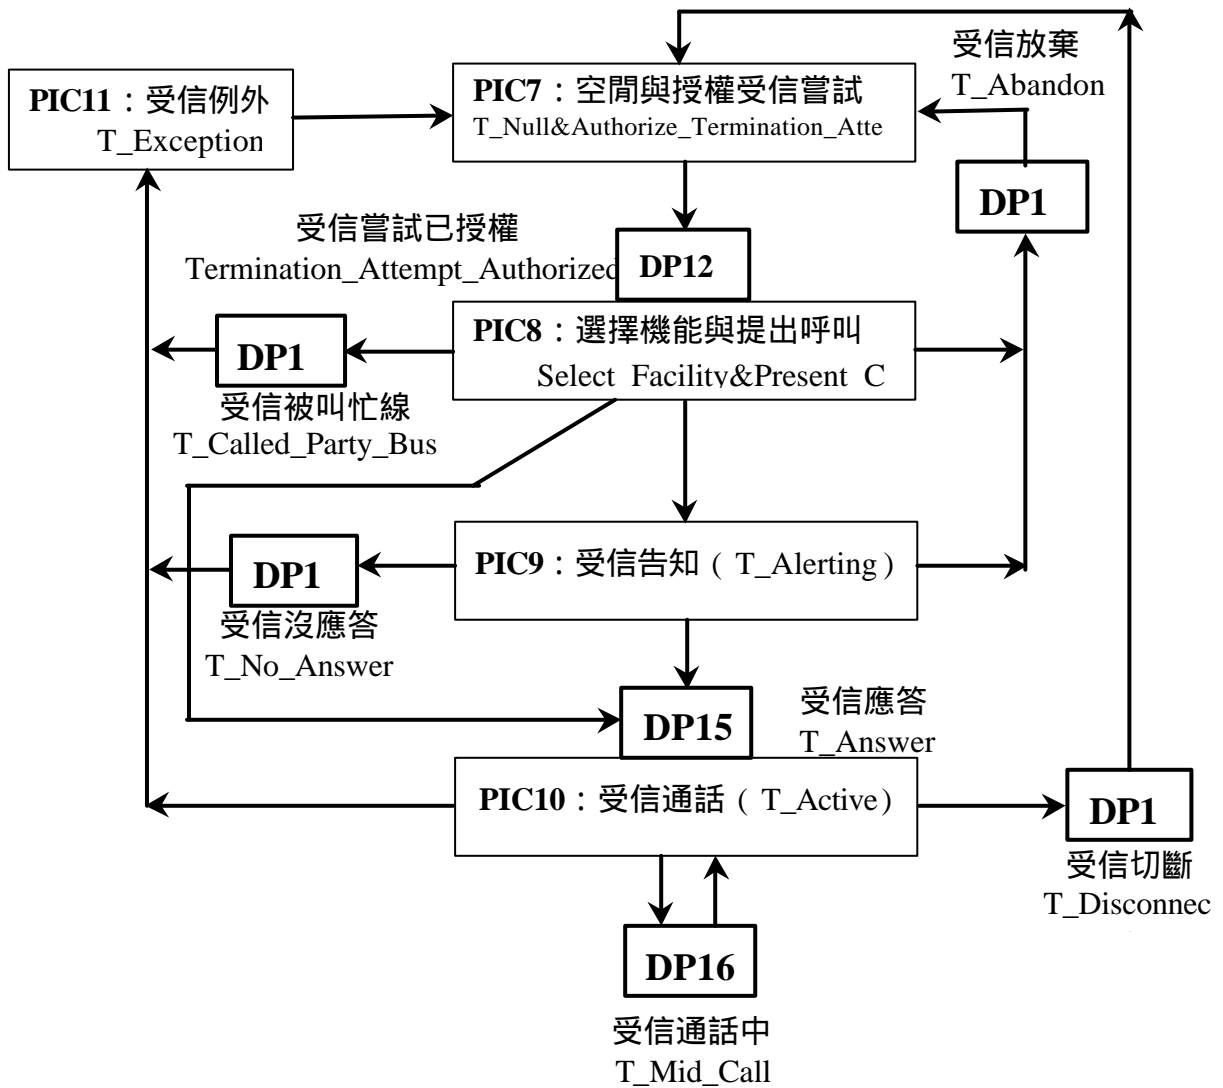 受信放棄
T_Abandon
PIC11：受信例外
T_Exception
PIC7：空閒與授權受信嘗試
T_Null&Authorize_Termination_Atte
DP1
受信嘗試已授權
Termination_Attempt_Authorized
DP12
PIC8：選擇機能與提出呼叫
Select_Facility&Present_C
DP1
受信被叫忙線
T_Called_Party_Bus
PIC9：受信告知（ T_Alerting）
DP1
受信沒應答
T_No_Answer
DP15
受信應答
T_Answer
PIC10：受信通話（ T_Active）
DP1
受信切斷
T_Disconnec
DP16
受信通話中
T_Mid_Call